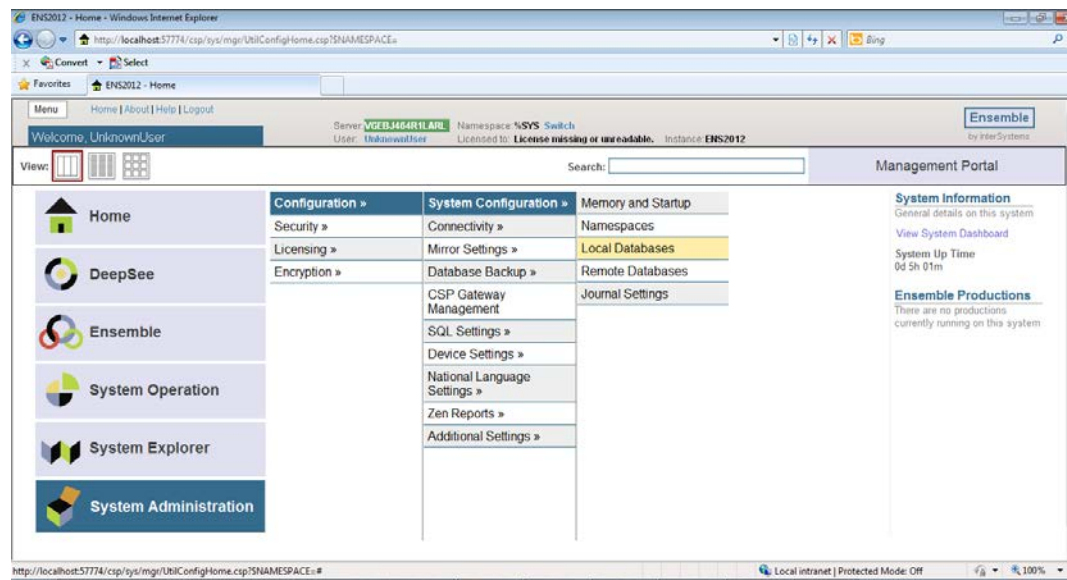 ENS2012 - Home - Windows Internet Explorer
http://localhost:57774/csp/sys/mgr/UtilConfigHome.csp?$NAMESPACE=
Bing
x Convert Select
Favorites ENS2012 - Home
Menu Home | About | Help | Logout
Server: VGEBJ464R1LARL Namespace: %SYS Switch
Welcome, UnknownUser
User: UnknownUser Licensed to: License missing or unreadable. Instance: ENS2012
Ensemble
by InterSystems
View:
Search:
Management Portal
Home
DeepSee
Ensemble
System Operation
System Explorer
System Administration
Configuration »
Security »
Licensing »
Encryption »
System Configuration »
Connectivity »
Mirror Settings »
Database Backup »
CSP Gateway
Management
SQL Settings »
Device Settings »
National Language
Settings »
Zen Reports »
Additional Settings »
Memory and Startup
Namespaces
Local Databases
Remote Databases
Journal Settings
System Information
General details on this system
View System Dashboard
System Up Time
0d 5h 01m
Ensemble Productions
There are no productions
currently running on this system
http://localhost:57774/csp/sys/mgr/UtilConfigHome.csp?$NAMESPACE=#
Local intranet | Protected Mode: Off
100%